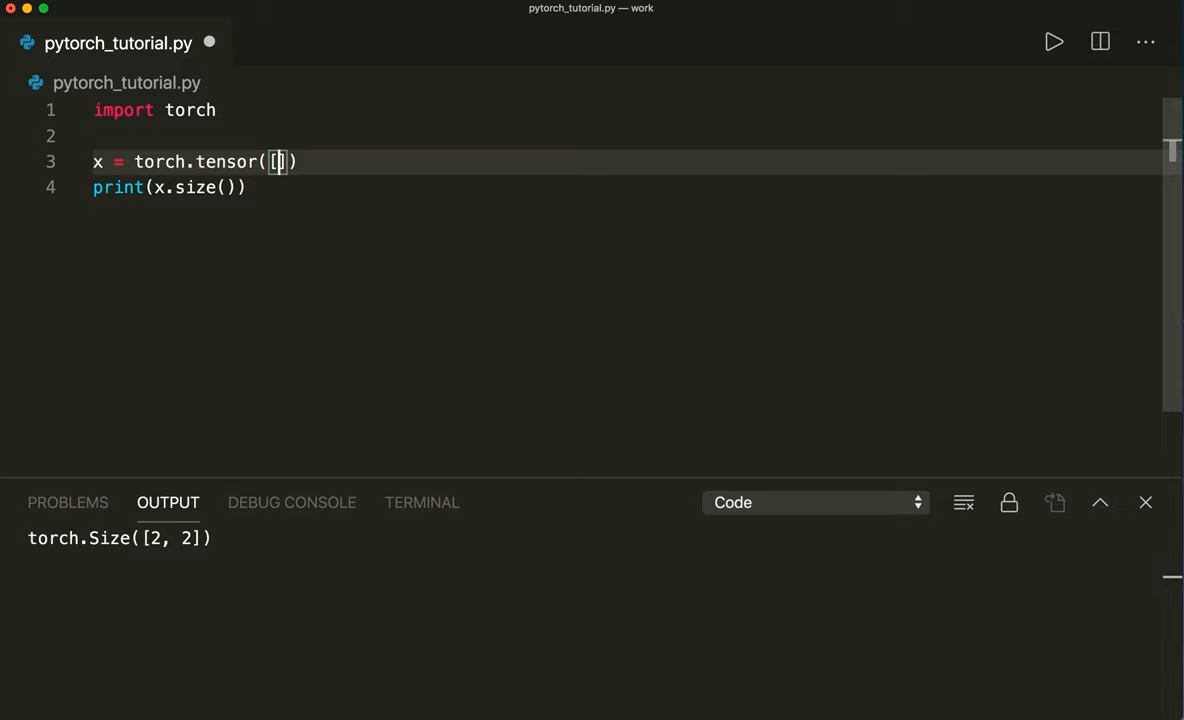 pytorch_tutorial.py — work
pytorch_tutorial.py
pytorch_tutorial.py
1 import torch
2
3 x = torch.tensor([])
4 print(x.size())
PROBLEMS OUTPUT DEBUG CONSOLE TERMINAL Code
torch.Size([2, 2])